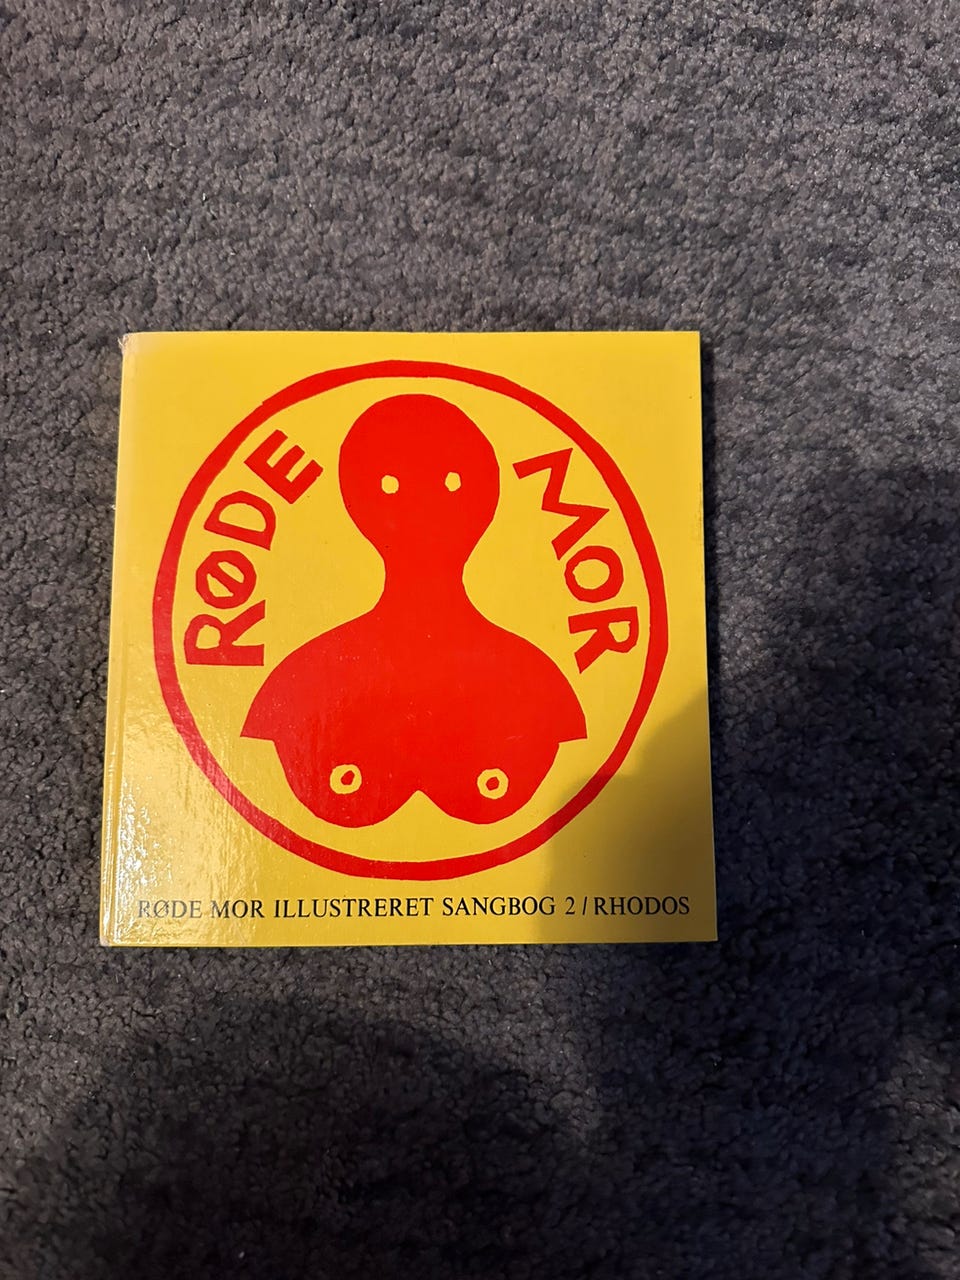 RØDE MOR
RØDE MOR ILLUSTRERET SANGBOG 2 / RHODOS